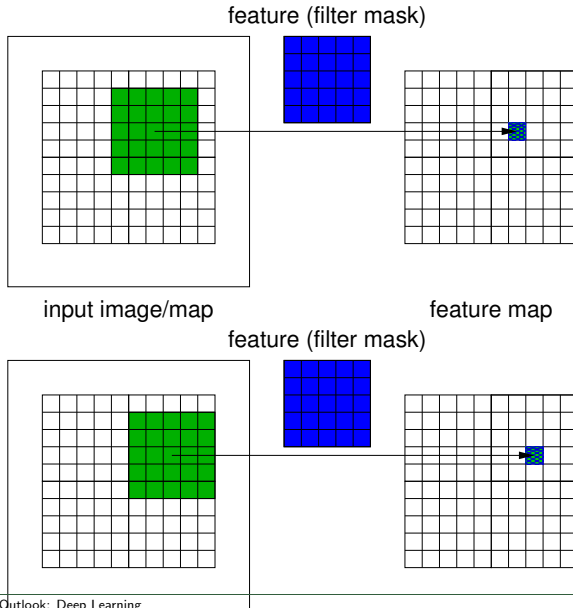 feature (filter mask)
input image/map
feature map
feature (filter mask)
Outlook: Deep Learning